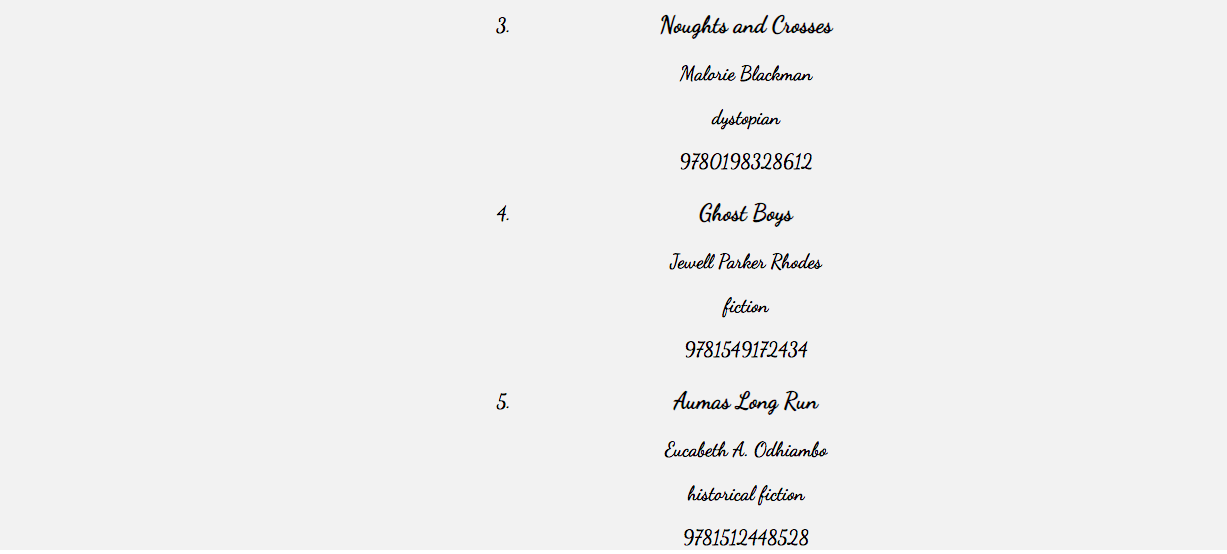 3. Noughts and Crosses
Malorie Blackman
dystopian
9780198328612
4. Ghost Boys
Jewell Parker Rhodes
fiction
9781549172434
5. Aumas Long Run
Eucabeth A. Odhiambo
historical fiction
9781512448528